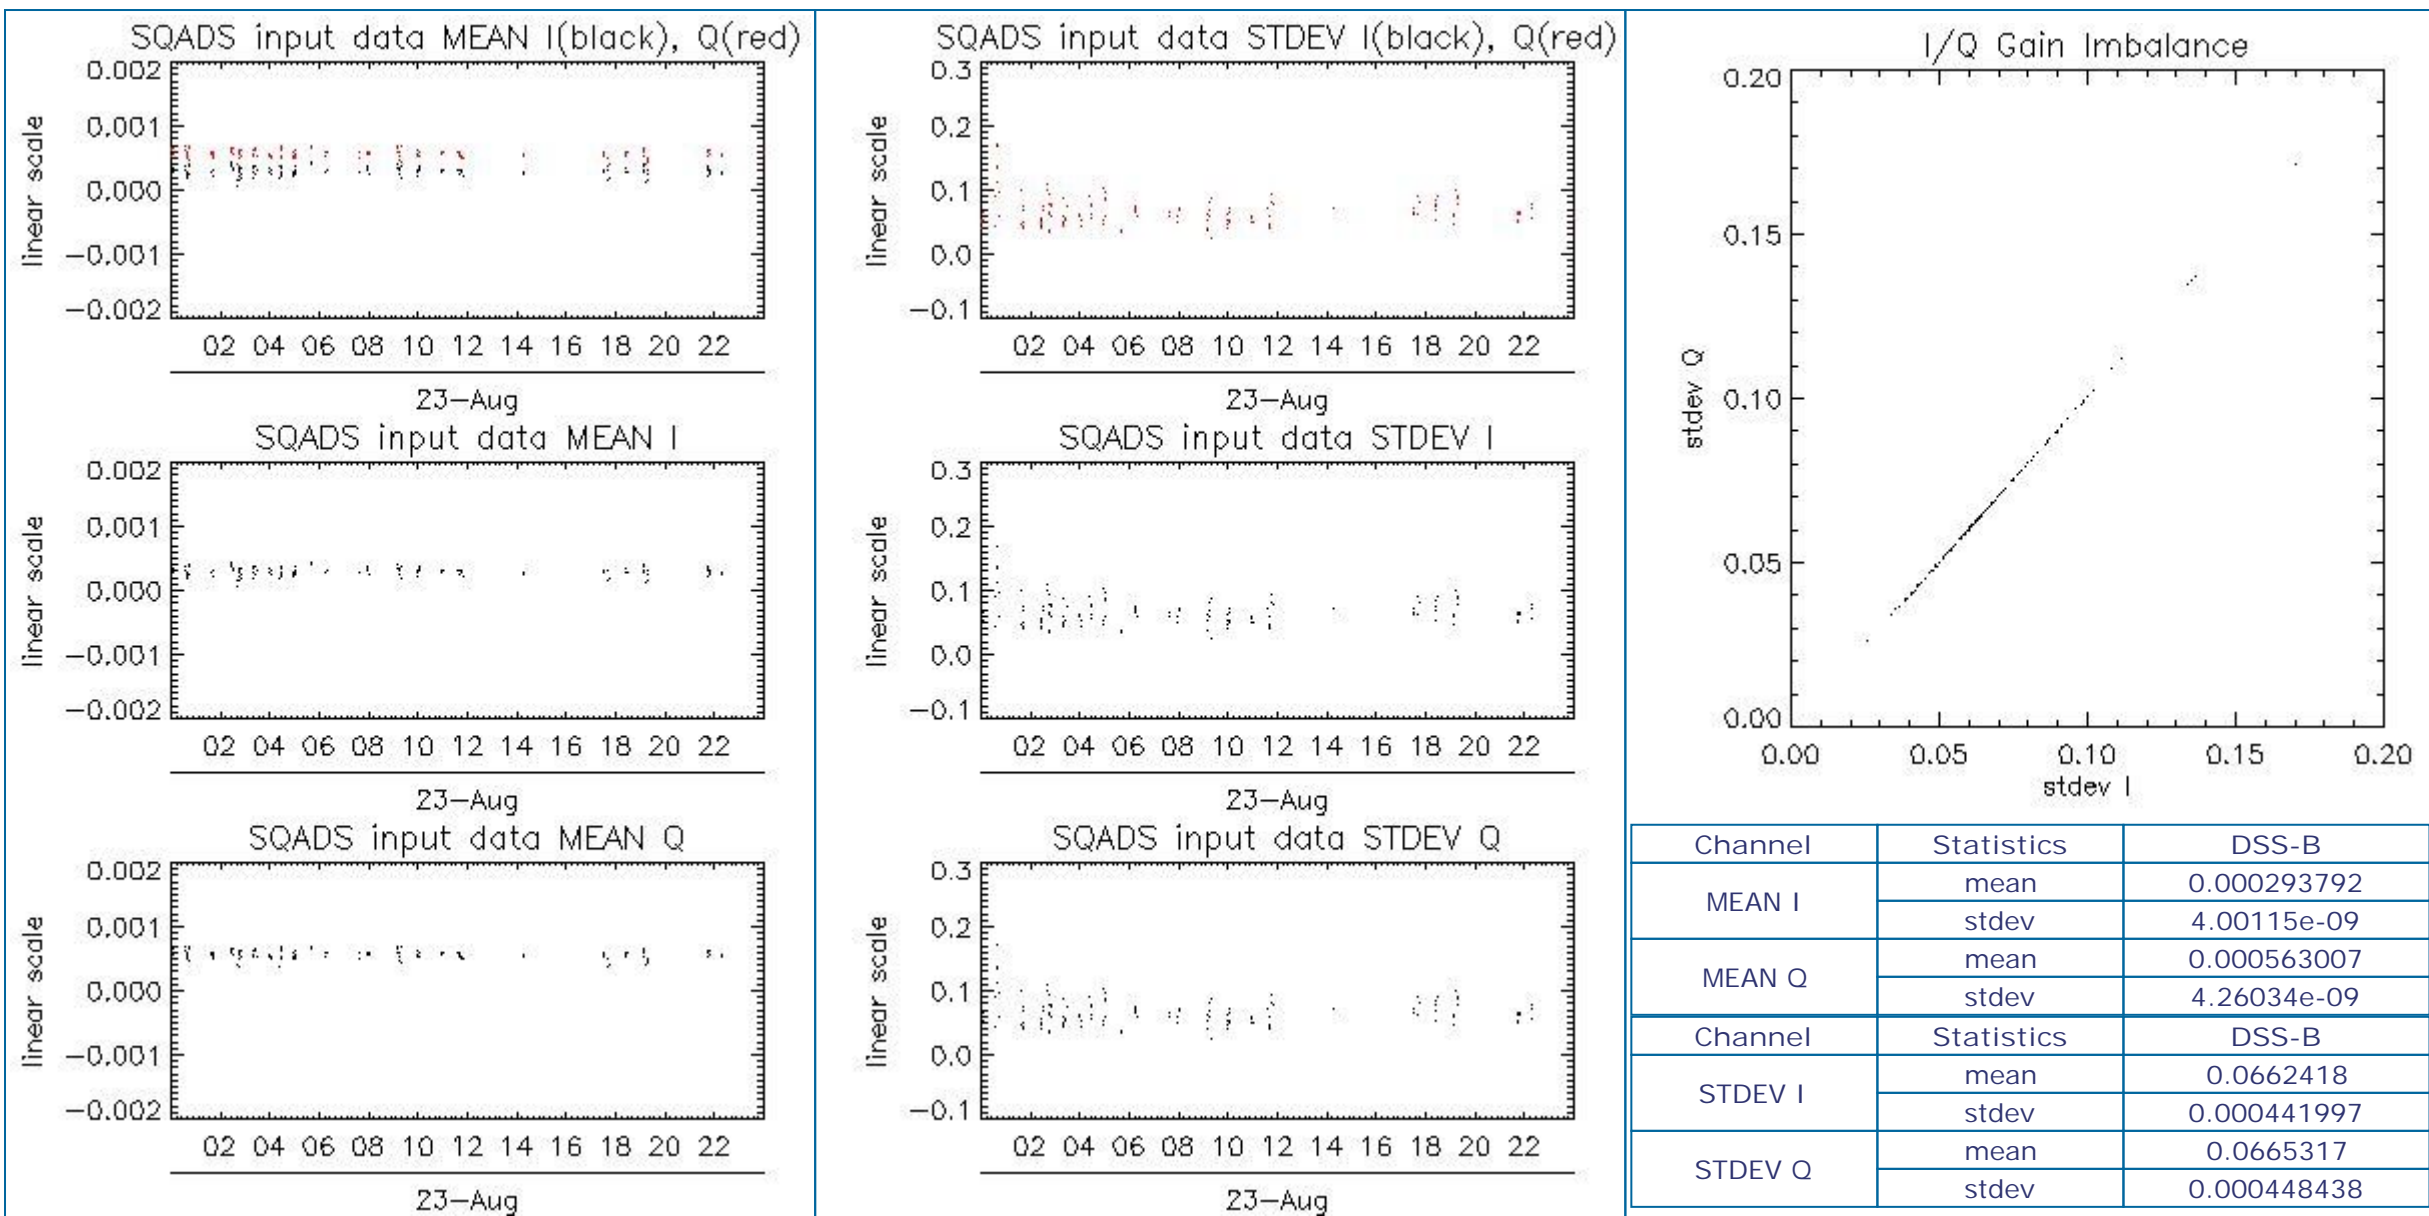 SQADS input data MEAN I(black), Q(red)
0.002
0.001
0.000
−0.001
−0.002
linear scale
02 04 06 08 10 12 14 16 18 20 22
23−Aug
SQADS input data MEAN I
0.002
0.001
0.000
−0.001
−0.002
linear scale
02 04 06 08 10 12 14 16 18 20 22
23−Aug
SQADS input data MEAN Q
0.002
0.001
0.000
−0.001
−0.002
linear scale
02 04 06 08 10 12 14 16 18 20 22
23−Aug
SQADS input data STDEV I(black), Q(red)
0.3
0.2
0.1
0.0
−0.1
linear scale
02 04 06 08 10 12 14 16 18 20 22
23−Aug
SQADS input data STDEV I
0.3
0.2
0.1
0.0
−0.1
linear scale
02 04 06 08 10 12 14 16 18 20 22
23−Aug
SQADS input data STDEV Q
0.3
0.2
0.1
0.0
−0.1
linear scale
02 04 06 08 10 12 14 16 18 20 22
23−Aug
I/Q Gain Imbalance
0.20
0.15
0.10
0.05
0.00
stdev Q
0.00 0.05 0.10 0.15 0.20
stdev I
Channel Statistics DSS-B
MEAN I mean 0.000293792
stdev 4.00115e-09
MEAN Q mean 0.000563007
stdev 4.26034e-09
Channel Statistics DSS-B
STDEV I mean 0.0662418
stdev 0.000441997
STDEV Q mean 0.0665317
stdev 0.000448438